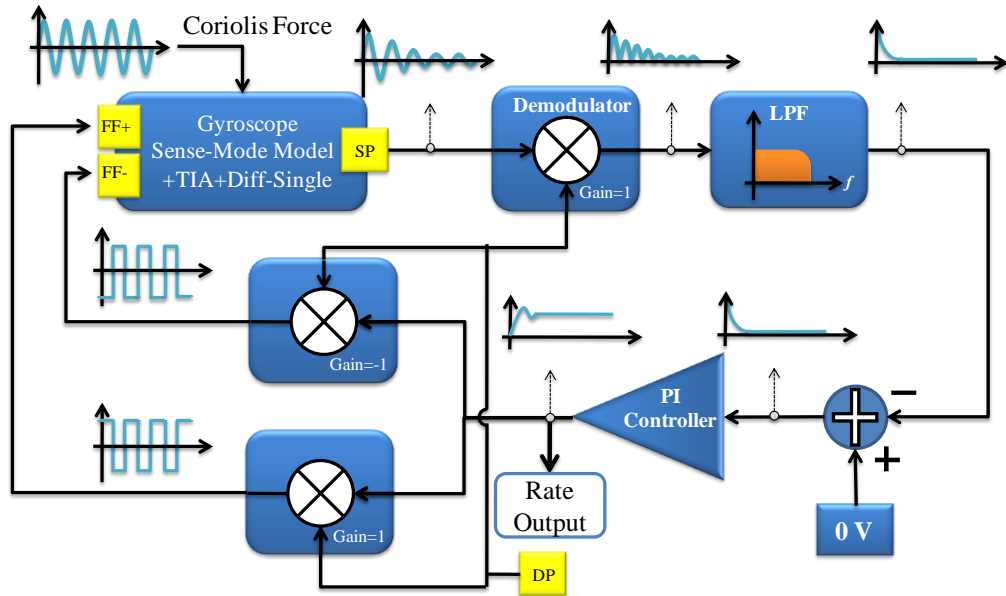 Coriolis Force
FF+
FF-
Gyroscope
Sense-Mode Model
+TIA+Diff-Single
SP
Demodulator
Gain=1
LPF
f
Gain=-1
PI
Controller
−
+
0 V
Rate
Output
Gain=1
DP